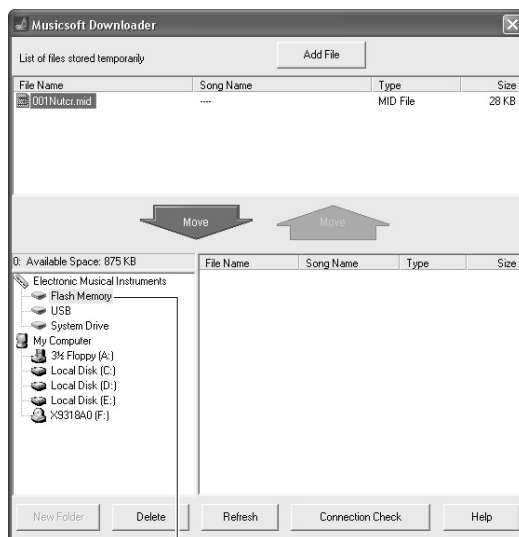 Musicsoft Downloader
List of files stored temporarily
Add File
File Name Song Name Type Size
001Nutcr.mid ---- MID File 28 KB
Move Move
0: Available Space: 875 KB
File Name Song Name Type Size
Electronic Musical Instruments
Flash Memory
USB
System Drive
My Computer
3½ Floppy (A:)
Local Disk (C:)
Local Disk (D:)
Local Disk (E:)
X9318A0 (F:)
New Folder Delete Refresh Connection Check Help